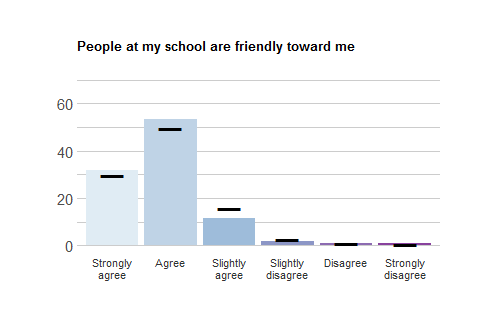 People at my school are friendly toward me
60
40
20
0
Strongly agree
Agree
Slightly agree
Slightly disagree
Disagree
Strongly disagree